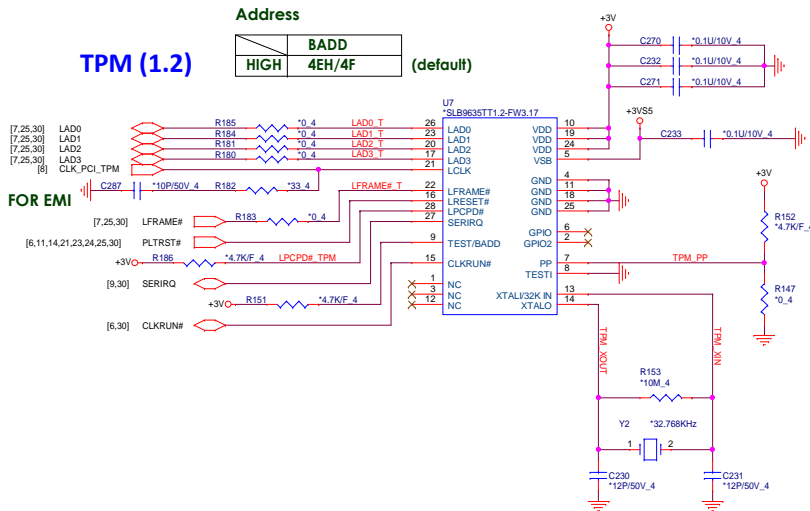 Address
TPM (1.2)
BADD
HIGH 4EH/4F (default)
U7
*SLB9635TT1.2-FW3.17
[7,25,30] LAD0 R185 *0_4 LAD0_T 26 LAD0
[7,25,30] LAD1 R184 *0_4 LAD1_T 23 LAD1
[7,25,30] LAD2 R181 *0_4 LAD2_T 20 LAD2
[7,25,30] LAD3 R180 *0_4 LAD3_T 17 LAD3
[8] CLK_PCI_TPM 21 LCLK
C287 *10P/50V_4 R182 *33_4
FOR EMI
LFRAME#_T 22 LFRAME#
[7,25,30] LFRAME# R183 *0_4
16 LRESET#
28 LPCPD#
27 SERIRQ
[6,11,14,21,23,24,25,30] PLTRST#
9 TEST/BADD
+3V R186 *4.7K/F_4 LPCPD#_TPM
15 CLKRUN#
[9,30] SERIRQ
1 NC
3 NC
12 NC
+3V R151 *4.7K/F_4
[6,30] CLKRUN#
VDD 10
VDD 19
VDD 24
VSB 5
GND 4
GND 11
GND 18
GND 25
GPIO 6
GPIO2 2
PP 7 TPM_PP
TESTI 8
XTALI/32K IN 13
XTALO 14
+3V
C270 *0.1U/10V_4
C232 *0.1U/10V_4
C271 *0.1U/10V_4
+3VS5
C233 *0.1U/10V_4
+3V
R152
*4.7K/F_4
R147
*0_4
TPM_XOUT
TPM_XIN
R153
*10M_4
Y2 *32.768KHz
1 2
C230
*12P/50V_4
C231
*12P/50V_4